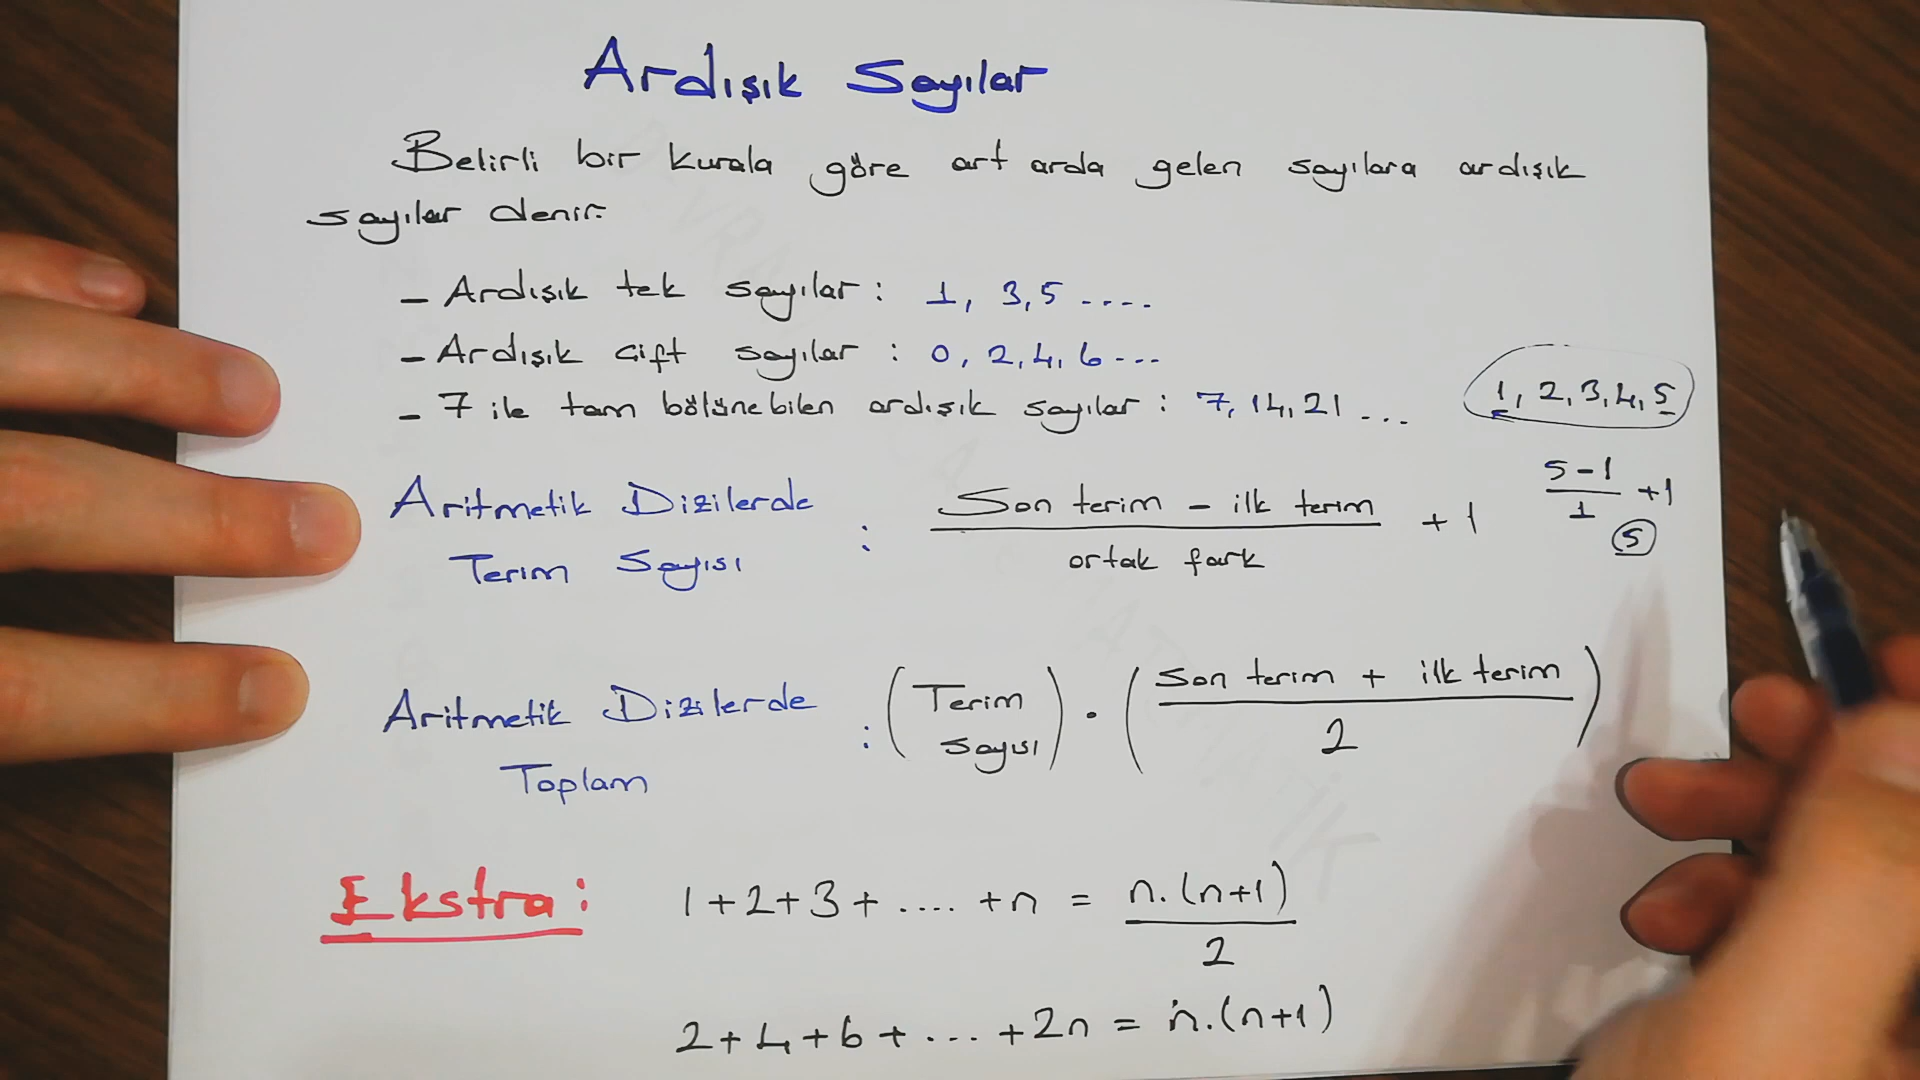 Ardışık Sayılar
Belirli bir kurala göre art arda gelen sayılara ardışık
sayılar denir.
- Ardışık tek sayılar : 1, 3, 5 ....
- Ardışık çift sayılar : 0, 2, 4, 6 ...
- 7 ile tam bölünebilen ardışık sayılar : 7, 14, 21 ...
1, 2, 3, 4, 5
Aritmetik Dizilerde Terim Sayısı : (Son terim - ilk terim) / ortak fark + 1
(5-1)/1 +1
5
Aritmetik Dizilerde Toplam : (Terim sayısı) . ((son terim + ilk terim) / 2)
Ekstra: 1+2+3+ .... +n = n.(n+1) / 2
2+4+6+ ... +2n = n.(n+1)